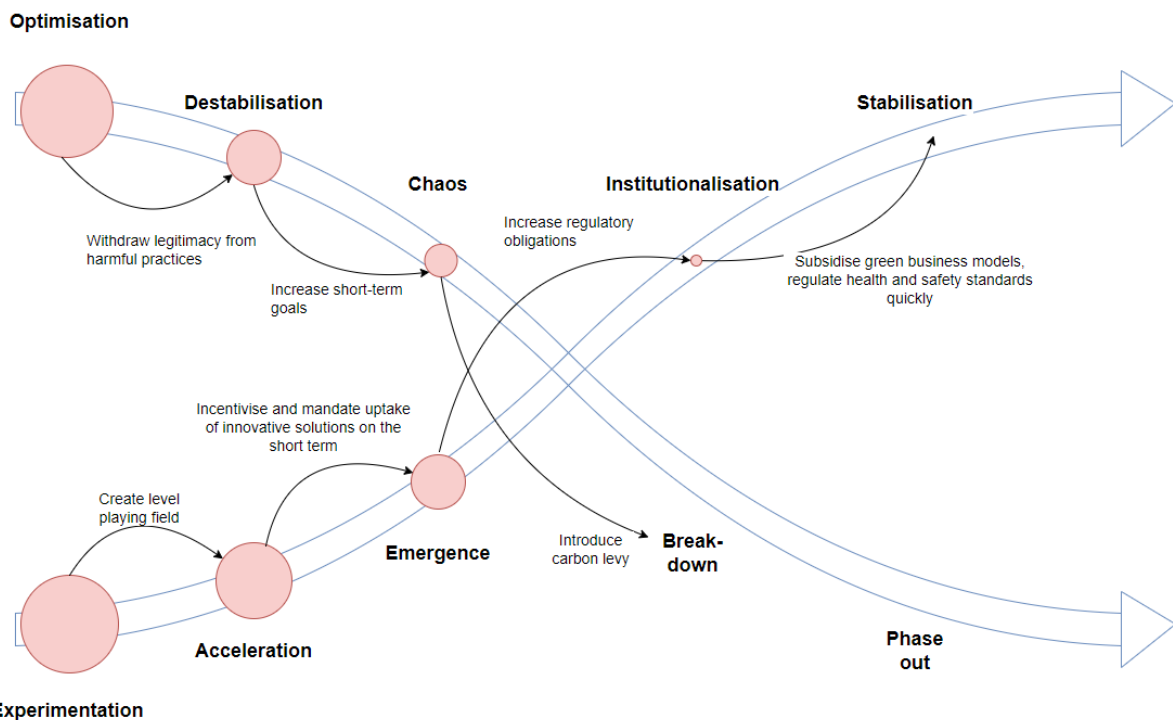 Optimisation
Destabilisation
Stabilisation
Chaos
Institutionalisation
Increase regulatory
obligations
Withdraw legitimacy from
harmful practices
Subsidise green business models,
regulate health and safety standards
quickly
Increase short-term
goals
Incentivise and mandate uptake
of innovative solutions on the
short term
Create level
playing field
Emergence
Introduce
carbon levy
Break-
down
Acceleration
Phase
out
Experimentation